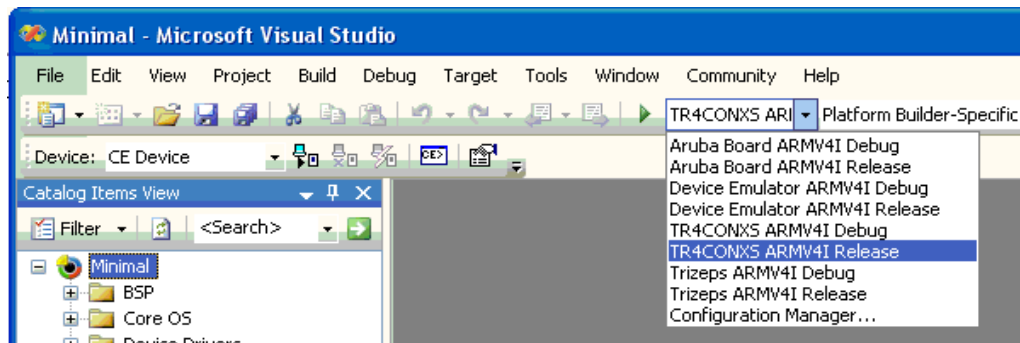 Minimal - Microsoft Visual Studio
File Edit View Project Build Debug Target Tools Window Community Help
TR4CONXS ARI Platform Builder-Specific
Device: CE Device CE>
Aruba Board ARMV4I Debug
Aruba Board ARMV4I Release
Device Emulator ARMV4I Debug
Device Emulator ARMV4I Release
TR4CONXS ARMV4I Debug
TR4CONXS ARMV4I Release
Trizeps ARMV4I Debug
Trizeps ARMV4I Release
Configuration Manager...
Catalog Items View
Filter <Search>
Minimal
BSP
Core OS
Device Drivers